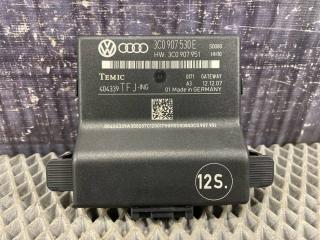 3C0 907 530 E
HW: 3C0 907 951
TEMIC
GATEWAY
404339 TFJ-ING
A3 12.12.07
01 Made in GERMANY
12S.